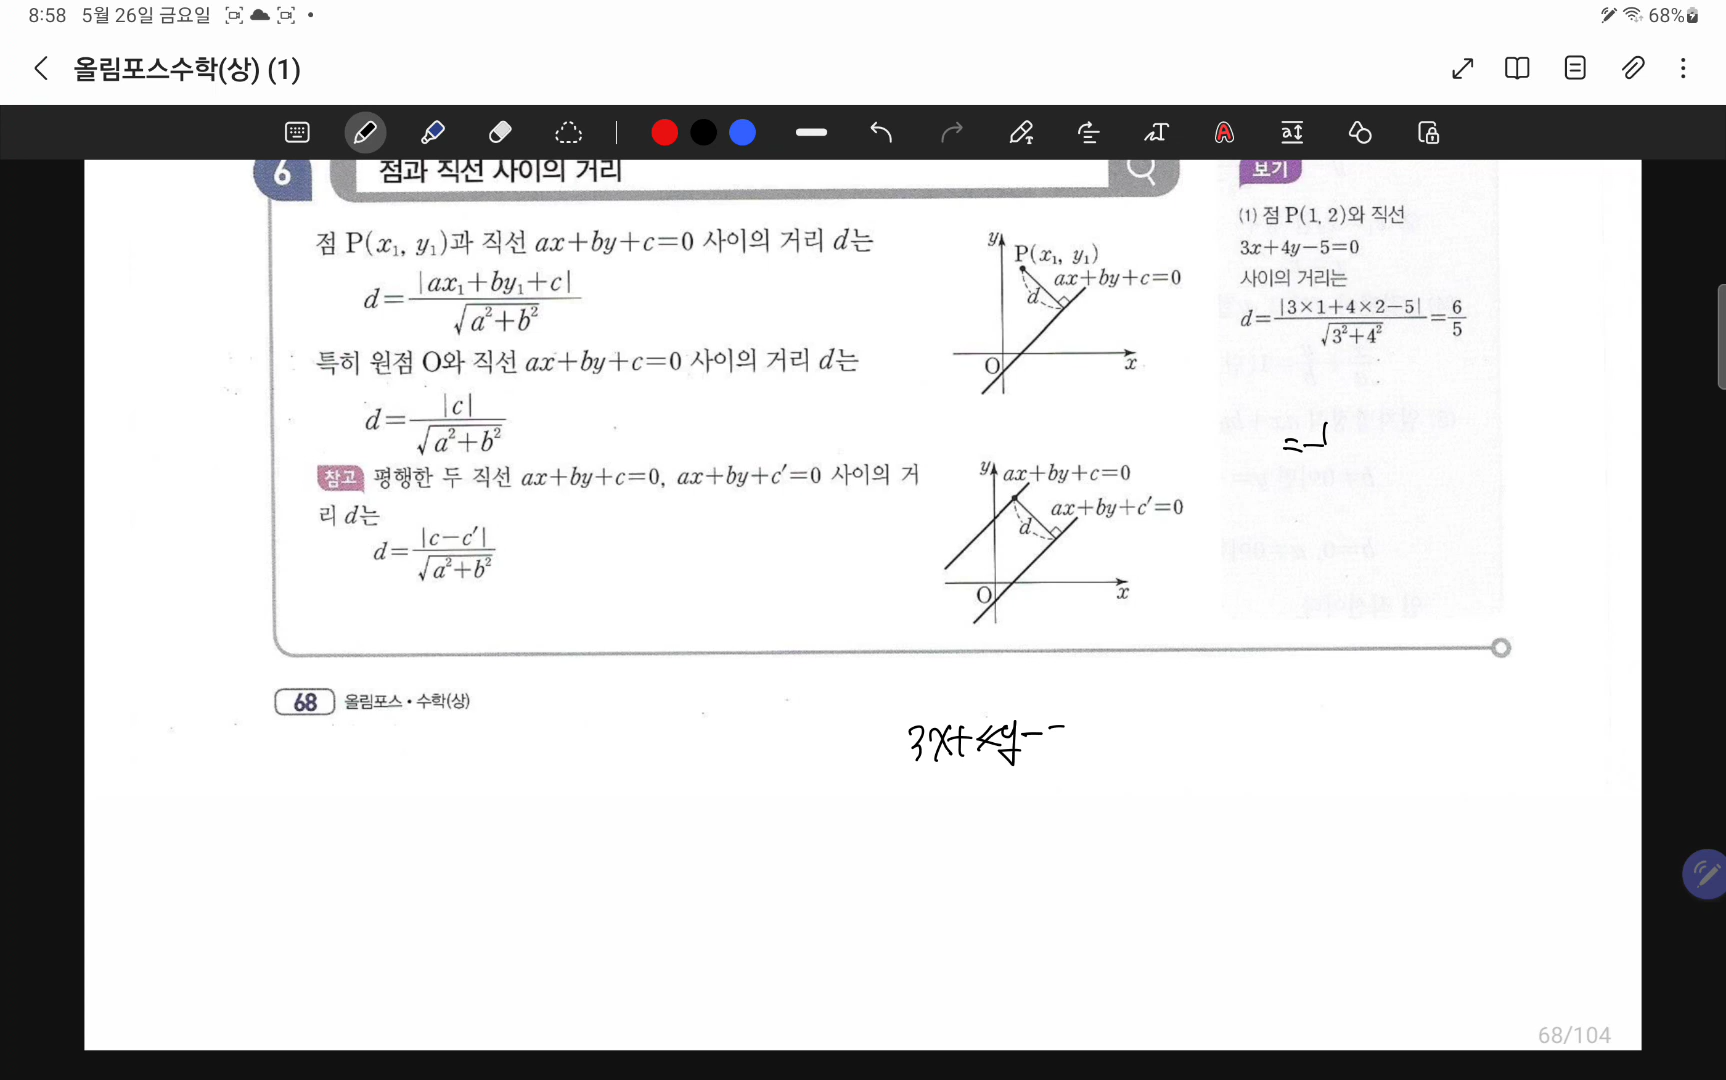 8:58 5월 26일 금요일
68%
올림포스수학(상) (1)
6 점과 직선 사이의 거리
점 P(x₁, y₁)과 직선 ax+by+c=0 사이의 거리 d는
d=|ax₁+by₁+c|/√(a²+b²)
특히 원점 O와 직선 ax+by+c=0 사이의 거리 d는
d=|c|/√(a²+b²)
참고 평행한 두 직선 ax+by+c=0, ax+by+c′=0 사이의 거
리 d는
d=|c-c′|/√(a²+b²)
y
P(x₁, y₁)
ax+by+c=0
d
O
x
y
ax+by+c=0
ax+by+c′=0
d
O
x
보기
(1) 점 P(1, 2)와 직선
3x+4y-5=0
사이의 거리는
d=|3×1+4×2-5|/√(3²+4²)=6/5
68 올림포스 • 수학(상)
3x+4y-
68/104